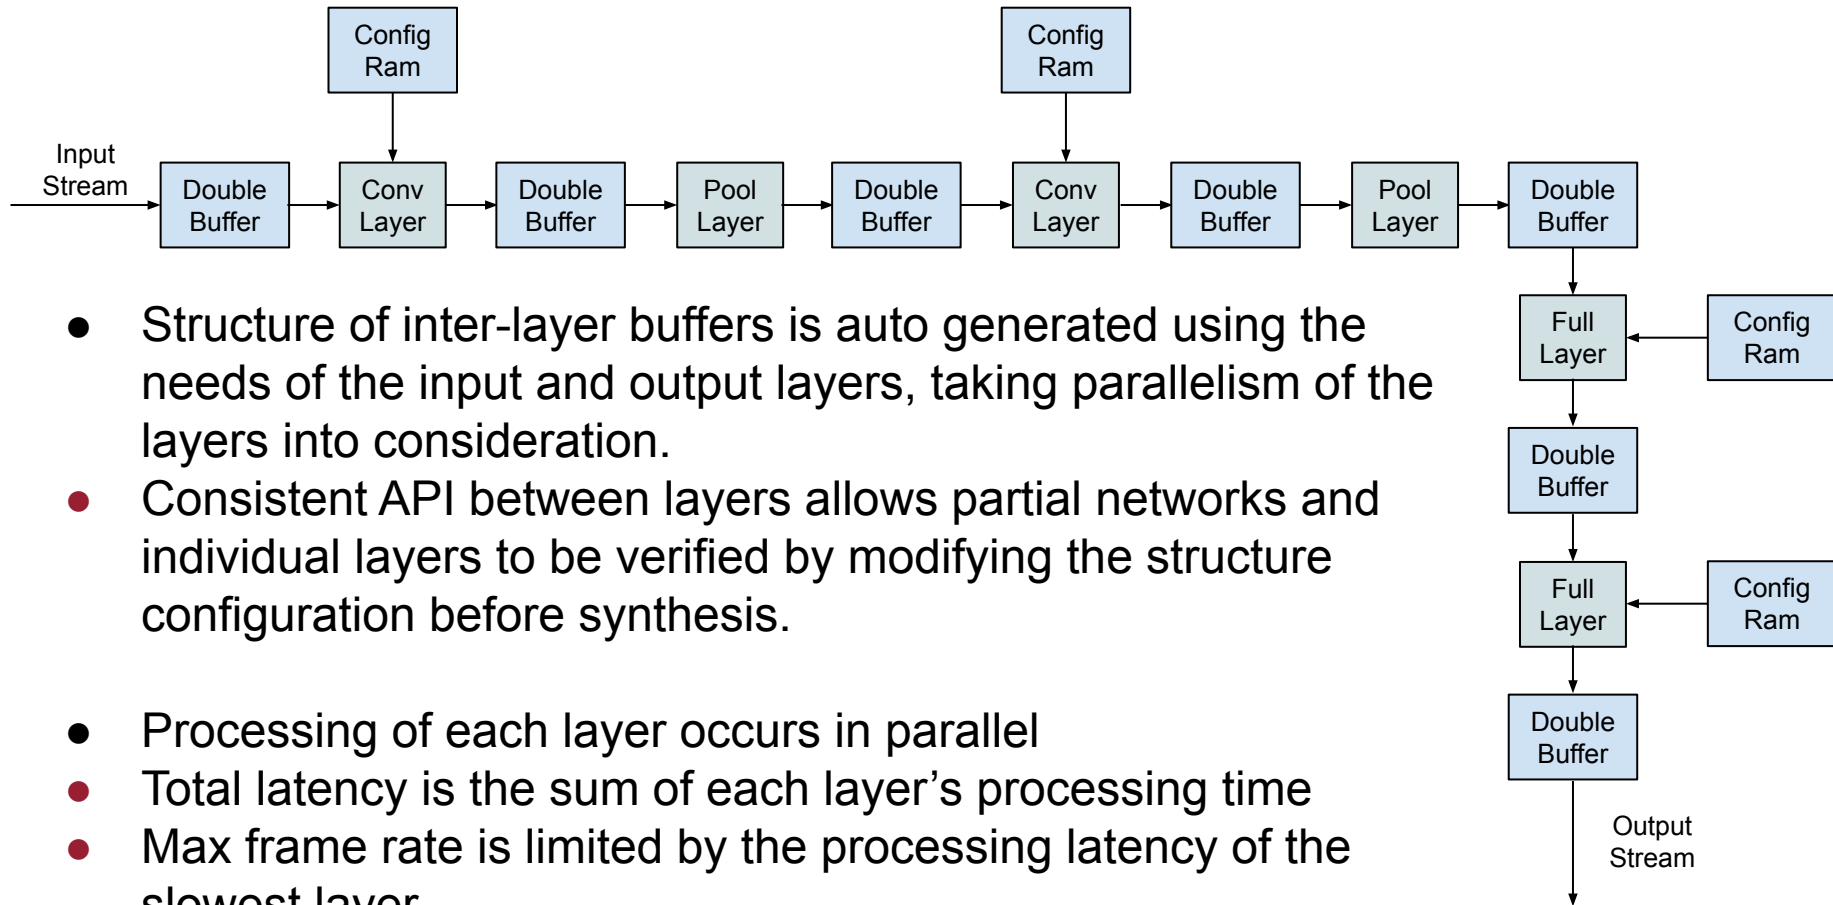 Config
Ram
Config
Ram
Input
Stream
Double
Buffer
Conv
Layer
Double
Buffer
Pool
Layer
Double
Buffer
Conv
Layer
Double
Buffer
Pool
Layer
Double
Buffer
● Structure of inter-layer buffers is auto generated using the
needs of the input and output layers, taking parallelism of the
layers into consideration.
● Consistent API between layers allows partial networks and
individual layers to be verified by modifying the structure
configuration before synthesis.
● Processing of each layer occurs in parallel
● Total latency is the sum of each layer’s processing time
● Max frame rate is limited by the processing latency of the
slowest layer
Full
Layer
Config
Ram
Double
Buffer
Full
Layer
Config
Ram
Double
Buffer
Output
Stream